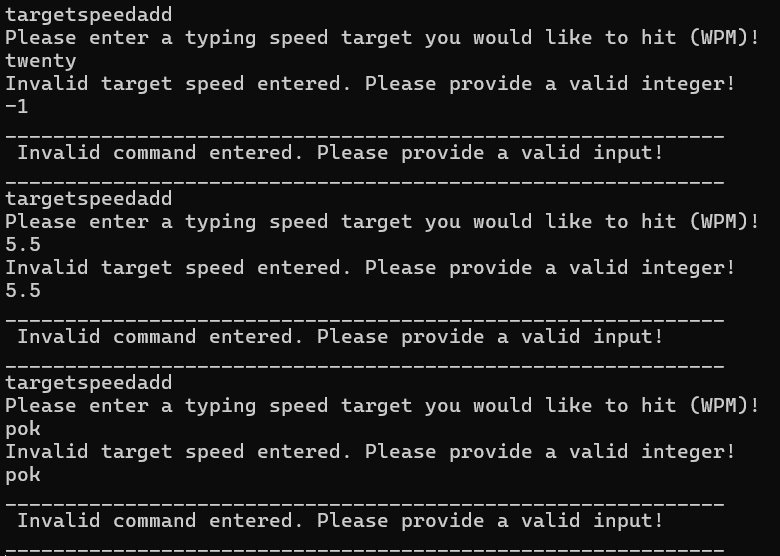 targetspeedadd
Please enter a typing speed target you would like to hit (WPM)!
twenty
Invalid target speed entered. Please provide a valid integer!
-1
____________________________________________________________
 Invalid command entered. Please provide a valid input!
____________________________________________________________
targetspeedadd
Please enter a typing speed target you would like to hit (WPM)!
5.5
Invalid target speed entered. Please provide a valid integer!
5.5
____________________________________________________________
 Invalid command entered. Please provide a valid input!
____________________________________________________________
targetspeedadd
Please enter a typing speed target you would like to hit (WPM)!
pok
Invalid target speed entered. Please provide a valid integer!
pok
____________________________________________________________
 Invalid command entered. Please provide a valid input!
____________________________________________________________